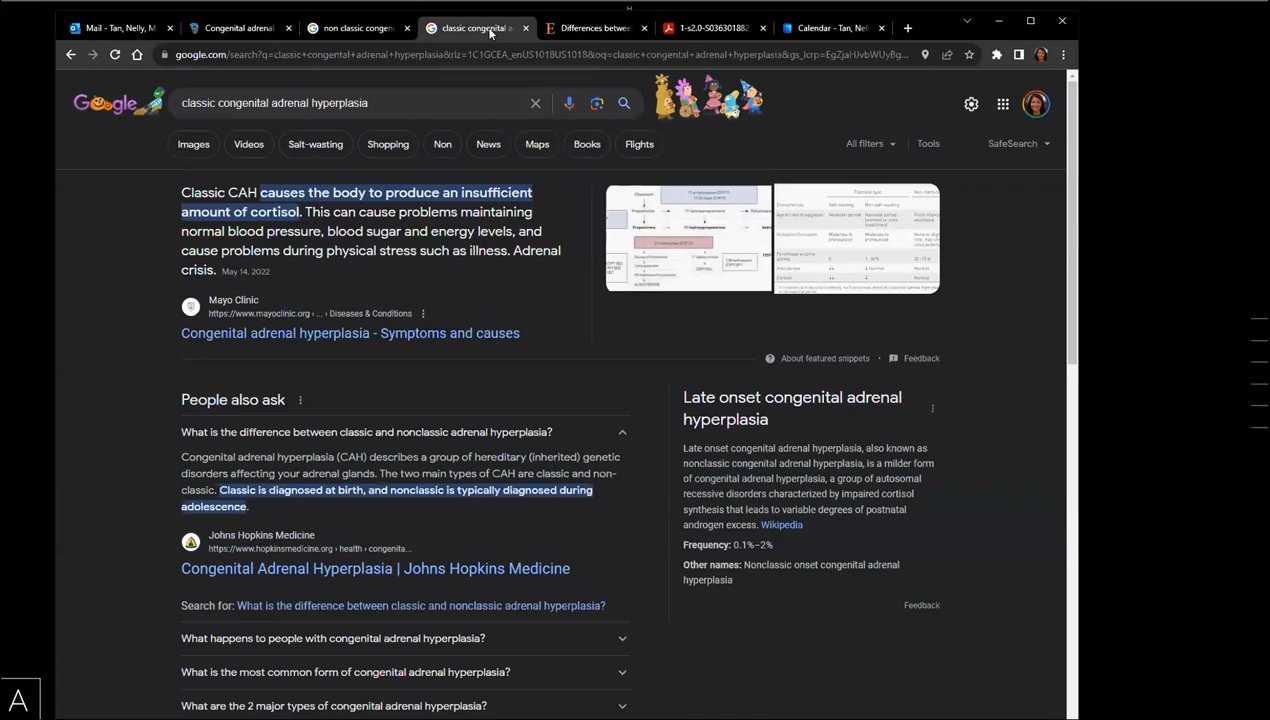 Mail - Tan, Nelly, M
Congenital adrenal
non classic congen
classic congenital a
Differences betwee
1-s2.0-S036301882
Calendar - Tan, Nell
google.com/search?q=classic+congenital+adrenal+hyperplasia&rlz=1C1GCEA_enUS1018US1018&oq=classic+congenital+adrenal+hyperplasia&gs_lcrp=EgZjaHJvbWUyBg...
Google
classic congenital adrenal hyperplasia
Images
Videos
Salt-wasting
Shopping
Non
News
Maps
Books
Flights
All filters
Tools
SafeSearch
Classic CAH causes the body to produce an insufficient
amount of cortisol. This can cause problems maintaining
normal blood pressure, blood sugar and energy levels, and
cause problems during physical stress such as illness. Adrenal
crisis. May 14, 2022
Mayo Clinic
https://www.mayoclinic.org › ... › Diseases & Conditions
Congenital adrenal hyperplasia - Symptoms and causes
About featured snippets
Feedback
People also ask
What is the difference between classic and nonclassic adrenal hyperplasia?
Congenital adrenal hyperplasia (CAH) describes a group of hereditary (inherited) genetic
disorders affecting your adrenal glands. The two main types of CAH are classic and non-
classic. Classic is diagnosed at birth, and nonclassic is typically diagnosed during
adolescence.
Johns Hopkins Medicine
https://www.hopkinsmedicine.org › health › congenita...
Congenital Adrenal Hyperplasia | Johns Hopkins Medicine
Search for: What is the difference between classic and nonclassic adrenal hyperplasia?
What happens to people with congenital adrenal hyperplasia?
What is the most common form of congenital adrenal hyperplasia?
What are the 2 major types of congenital adrenal hyperplasia?
Late onset congenital adrenal
hyperplasia
Late onset congenital adrenal hyperplasia, also known as
nonclassic congenital adrenal hyperplasia, is a milder form
of congenital adrenal hyperplasia, a group of autosomal
recessive disorders characterized by impaired cortisol
synthesis that leads to variable degrees of postnatal
androgen excess. Wikipedia
Frequency: 0.1%–2%
Other names: Nonclassic onset congenital adrenal
hyperplasia
Feedback
A